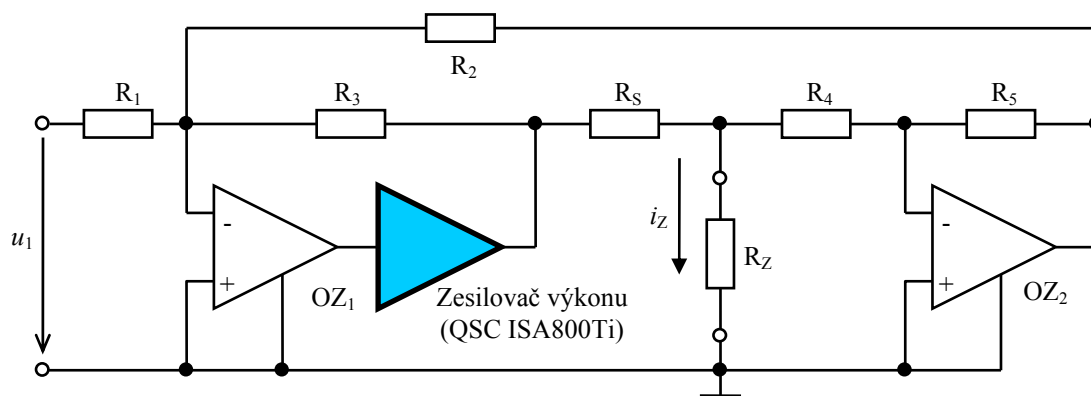 R2
R1
R3
RS
R4
R5
u1
-
+
OZ1
Zesilovač výkonu
(QSC ISA800Ti)
iZ
RZ
-
+
OZ2